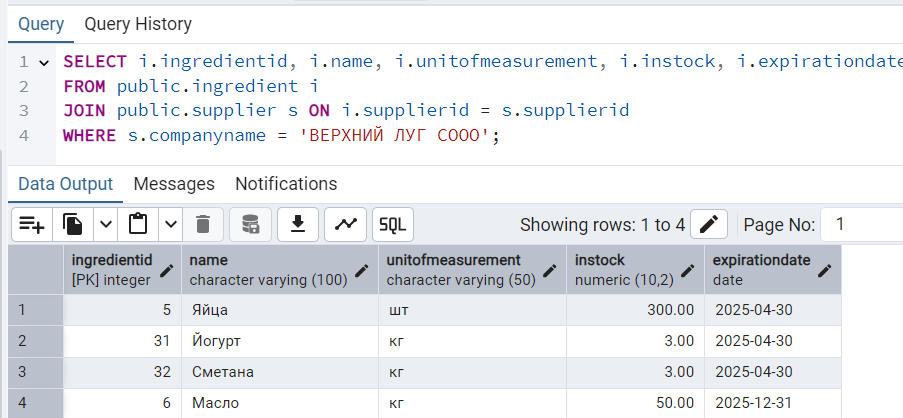 Query Query History
1 SELECT i.ingredientid, i.name, i.unitofmeasurement, i.instock, i.expirationdate
2 FROM public.ingredient i
3 JOIN public.supplier s ON i.supplierid = s.supplierid
4 WHERE s.companyname = 'ВЕРХНИЙ ЛУГ СООО';
Data Output Messages Notifications
SQL Showing rows: 1 to 4 Page No: 1
ingredientid name unitofmeasurement instock expirationdate
[PK] integer character varying (100) character varying (50) numeric (10,2) date
1 5 Яйца шт 300.00 2025-04-30
2 31 Йогурт кг 3.00 2025-04-30
3 32 Сметана кг 3.00 2025-04-30
4 6 Масло кг 50.00 2025-12-31